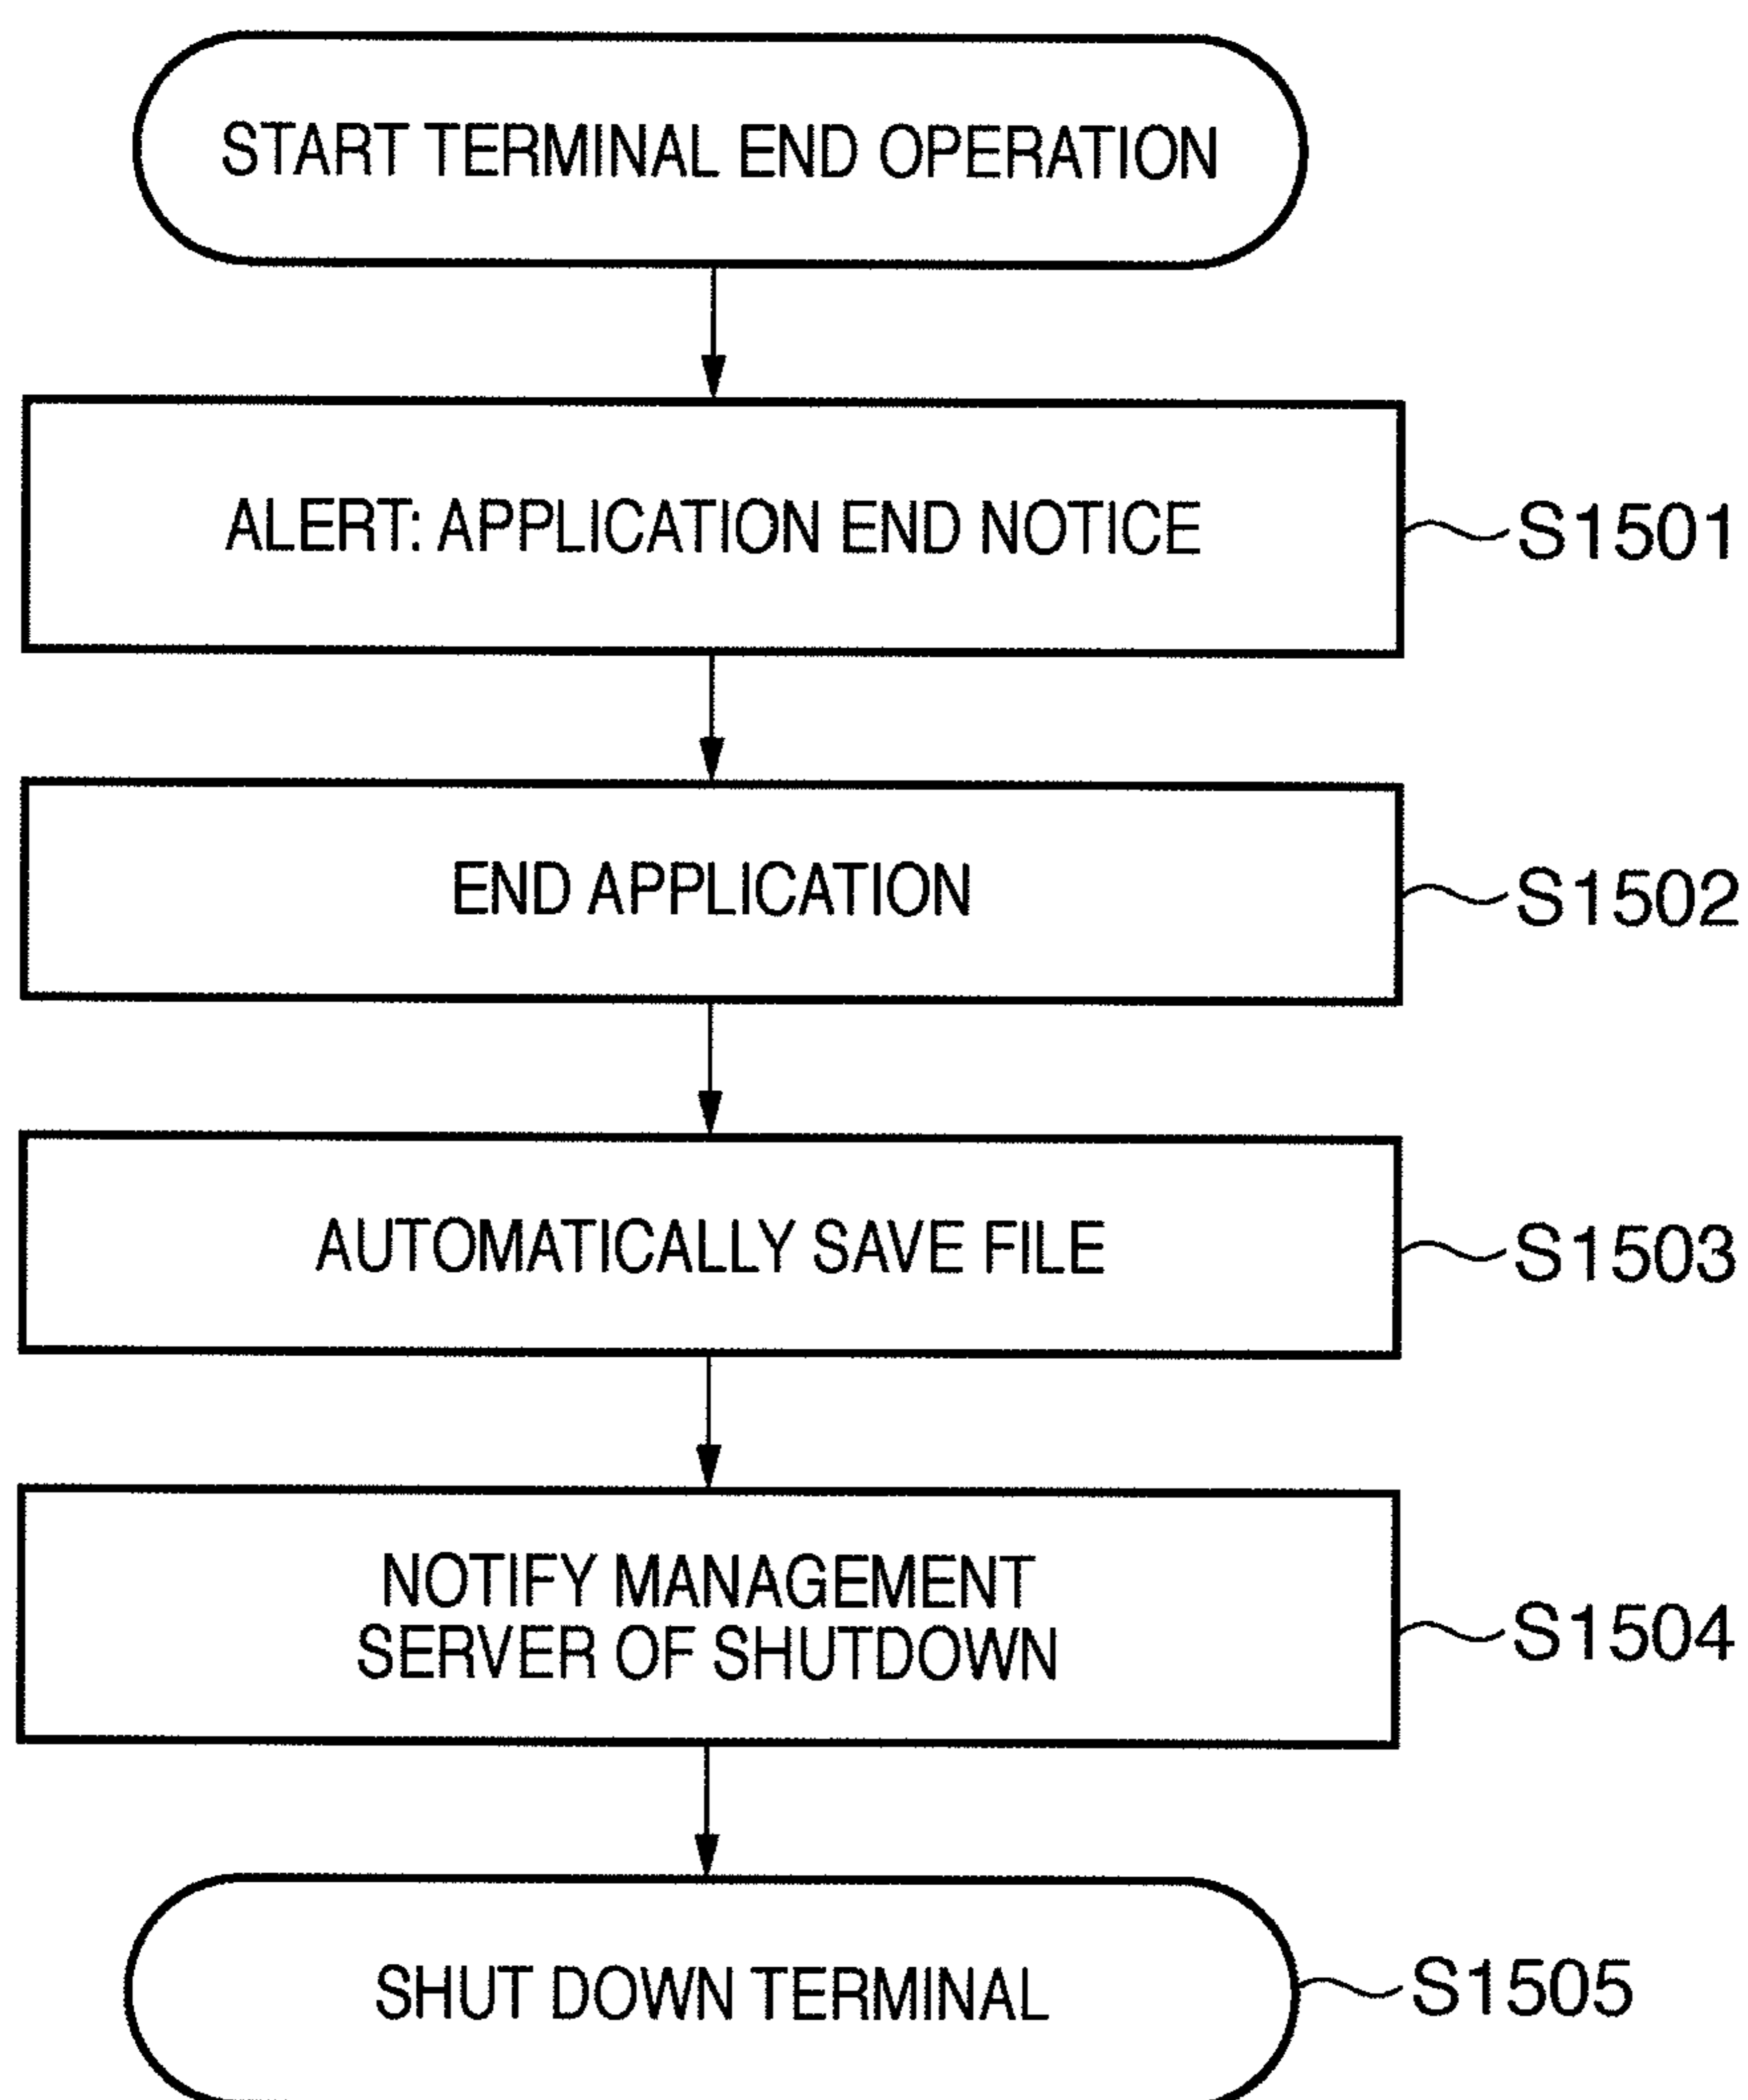 START TERMINAL END OPERATION
ALERT: APPLICATION END NOTICE
S1501
END APPLICATION
S1502
AUTOMATICALLY SAVE FILE
S1503
NOTIFY MANAGEMENT
SERVER OF SHUTDOWN
S1504
SHUT DOWN TERMINAL
S1505